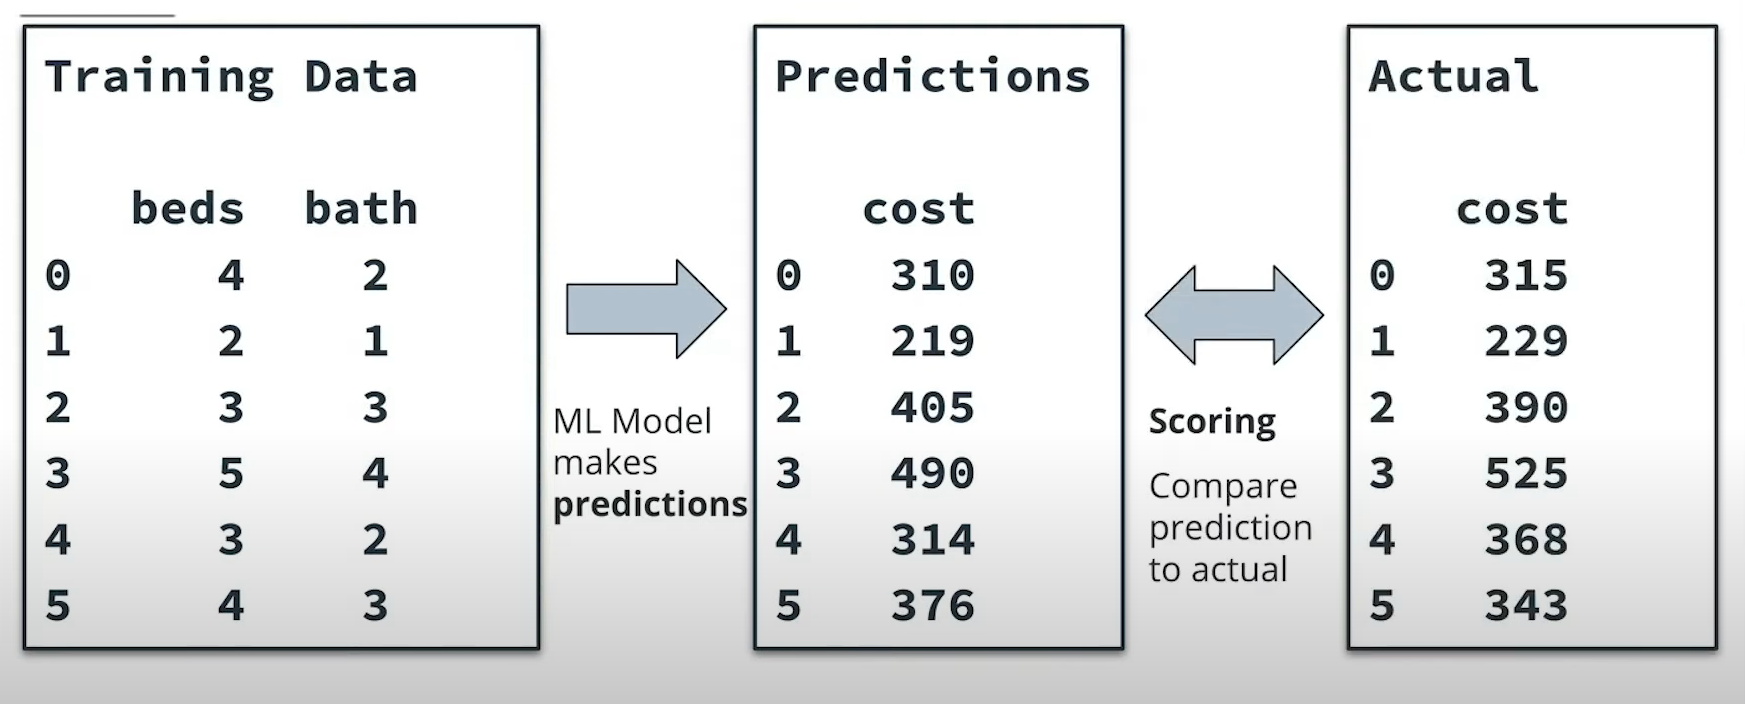 Training Data
beds bath
0 4 2
1 2 1
2 3 3
3 5 4
4 3 2
5 4 3
ML Model
makes
predictions
Predictions
cost
0 310
1 219
2 405
3 490
4 314
5 376
Scoring
Compare
prediction
to actual
Actual
cost
0 315
1 229
2 390
3 525
4 368
5 343